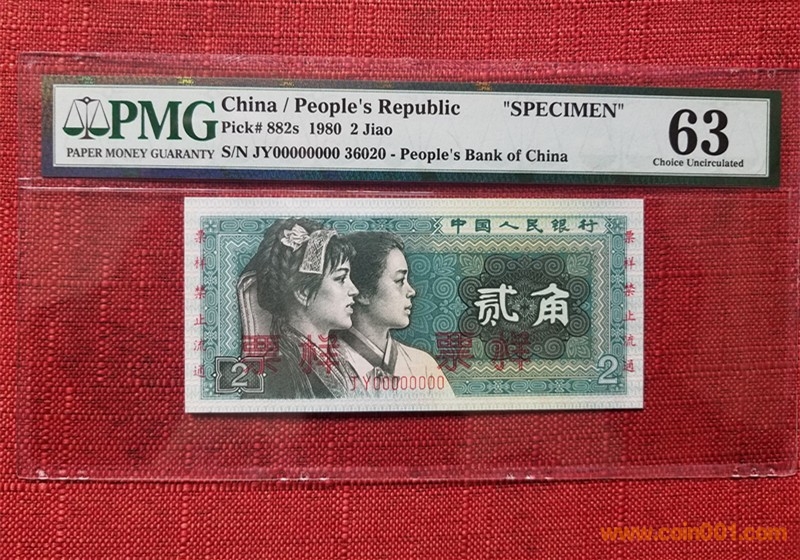 PMG
PAPER MONEY GUARANTY
China / People's Republic "SPECIMEN"
Pick# 882s 1980 2 Jiao
S/N JY00000000 36020 - People's Bank of China
63
Choice Uncirculated
中国人民银行
票样禁止流通
贰角
票样禁止流通
票样 票样
JY00000000
2
2
www.coin001.com